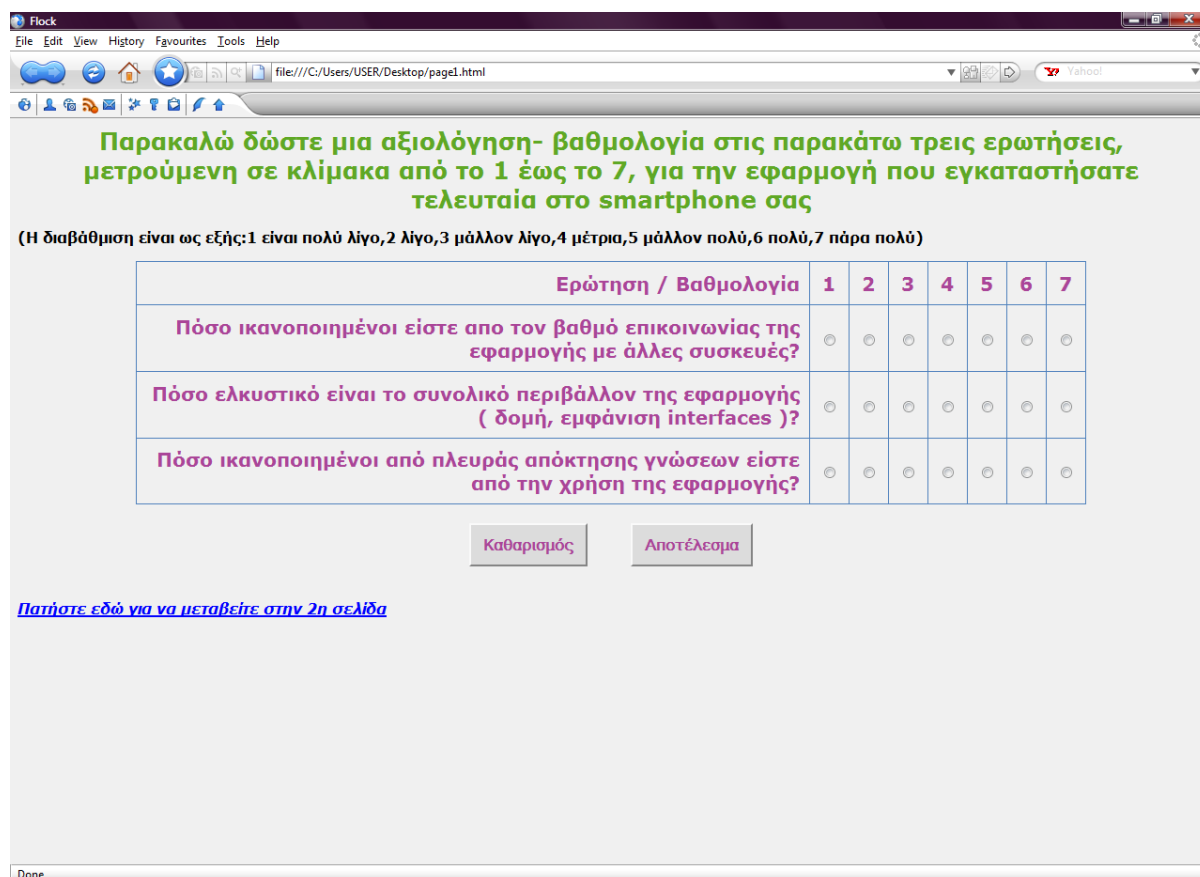 Flock
File Edit View History Favourites Tools Help
file:///C:/Users/USER/Desktop/page1.html
Yahoo!
Παρακαλώ δώστε μια αξιολόγηση- βαθμολογία στις παρακάτω τρεις ερωτήσεις,
μετρούμενη σε κλίμακα από το 1 έως το 7, για την εφαρμογή που εγκαταστήσατε
τελευταία στο smartphone σας
(Η διαβάθμιση είναι ως εξής:1 είναι πολύ λίγο,2 λίγο,3 μάλλον λίγο,4 μέτρια,5 μάλλον πολύ,6 πολύ,7 πάρα πολύ)
Ερώτηση / Βαθμολογία 1 2 3 4 5 6 7
Πόσο ικανοποιημένοι είστε απο τον βαθμό επικοινωνίας της
εφαρμογής με άλλες συσκευές?
Πόσο ελκυστικό είναι το συνολικό περιβάλλον της εφαρμογής
( δομή, εμφάνιση interfaces )?
Πόσο ικανοποιημένοι από πλευράς απόκτησης γνώσεων είστε
από την χρήση της εφαρμογής?
Καθαρισμός Αποτέλεσμα
Πατήστε εδώ για να μεταβείτε στην 2η σελίδα
Done